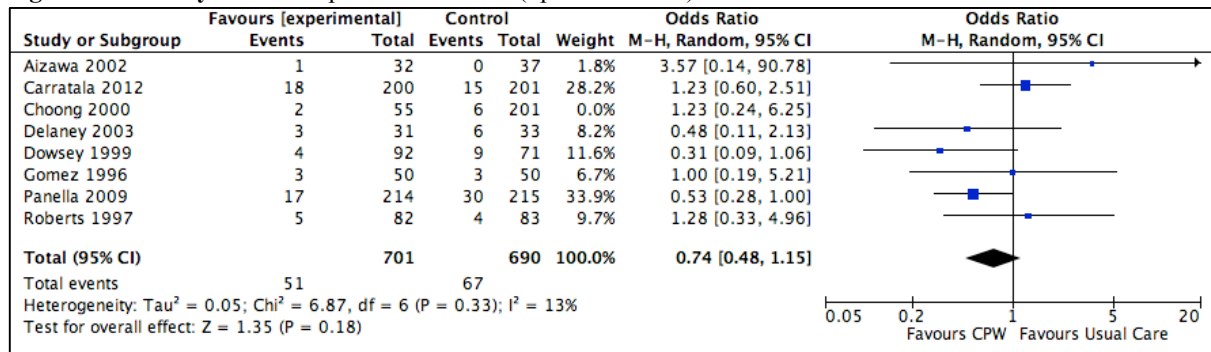 Favours [experimental] Control Odds Ratio Odds Ratio
Study or Subgroup Events Total Events Total Weight M-H, Random, 95% CI M-H, Random, 95% CI
Aizawa 2002 1 32 0 37 1.8% 3.57 [0.14, 90.78]
Carratala 2012 18 200 15 201 28.2% 1.23 [0.60, 2.51]
Choong 2000 2 55 6 201 0.0% 1.23 [0.24, 6.25]
Delaney 2003 3 31 6 33 8.2% 0.48 [0.11, 2.13]
Dowsey 1999 4 92 9 71 11.6% 0.31 [0.09, 1.06]
Gomez 1996 3 50 3 50 6.7% 1.00 [0.19, 5.21]
Panella 2009 17 214 30 215 33.9% 0.53 [0.28, 1.00]
Roberts 1997 5 82 4 83 9.7% 1.28 [0.33, 4.96]
Total (95% CI) 701 690 100.0% 0.74 [0.48, 1.15]
Total events 51 67
Heterogeneity: Tau² = 0.05; Chi² = 6.87, df = 6 (P = 0.33); I² = 13%
Test for overall effect: Z = 1.35 (P = 0.18)
0.05 0.2 1 5 20
Favours CPW Favours Usual Care